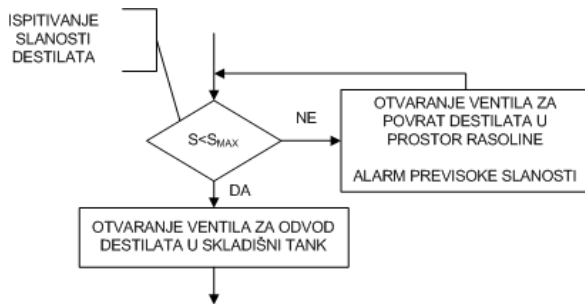 ISPITIVANJE
SLANOSTI
DESTILATA
S<SMAX
NE
OTVARANJE VENTILA ZA
POVRAT DESTILATA U
PROSTOR RASOLINE
ALARM PREVISOKE SLANOSTI
DA
OTVARANJE VENTILA ZA ODVOD
DESTILATA U SKLADIŠNI TANK